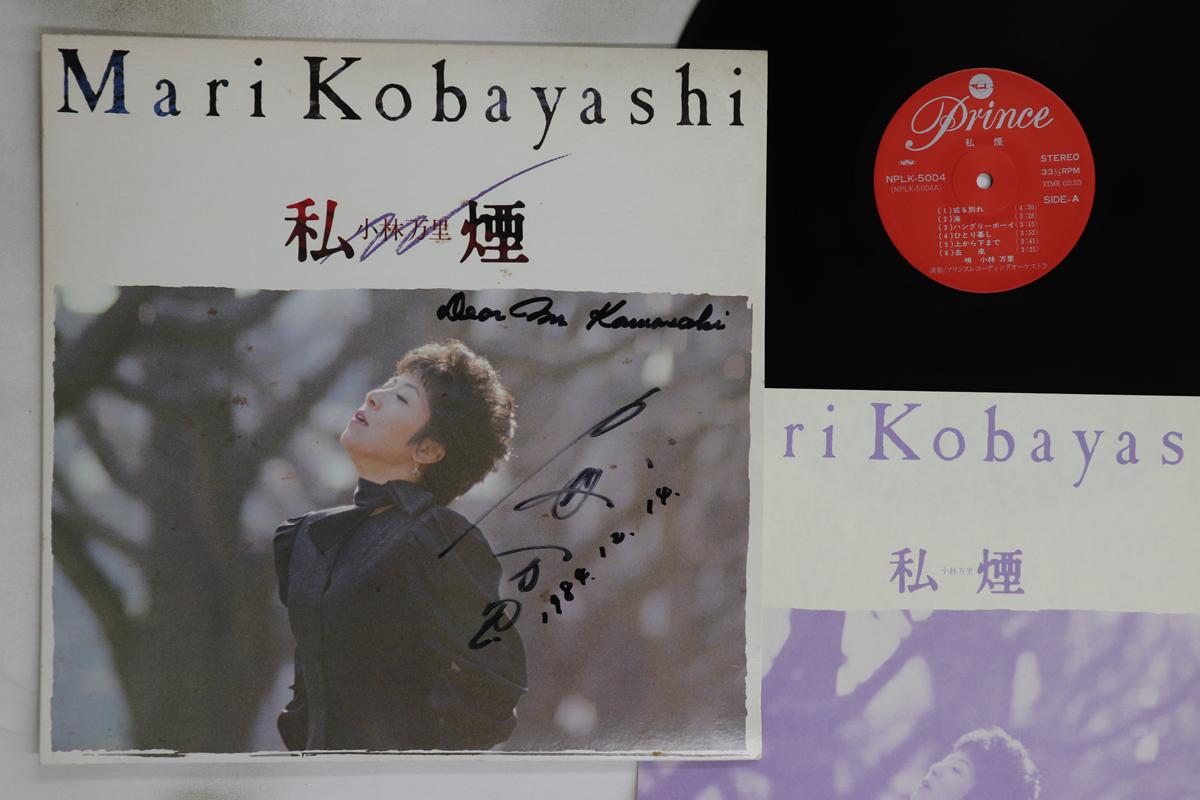 Mari Kobayashi
私 小林万里 煙
Dear Mr Kamauchi
1984. 12. 14.
Prince
私 煙
STEREO
NPLK-5004
33⅓RPM
(NPLK-5004A)
TIME (22:32)
SIDE-A
(1)或る別れ (4:20)
(2)海 (3:28)
(3)ハングリーボーイ (3:15)
(4)ひとり暮し (3:52)
(5)上から下まで (3:41)
(6)去 来 (3:25)
唄 小林 万里
演奏/プリンスレコーディングオーケストラ
ri Kobayas
私 小林万里 煙